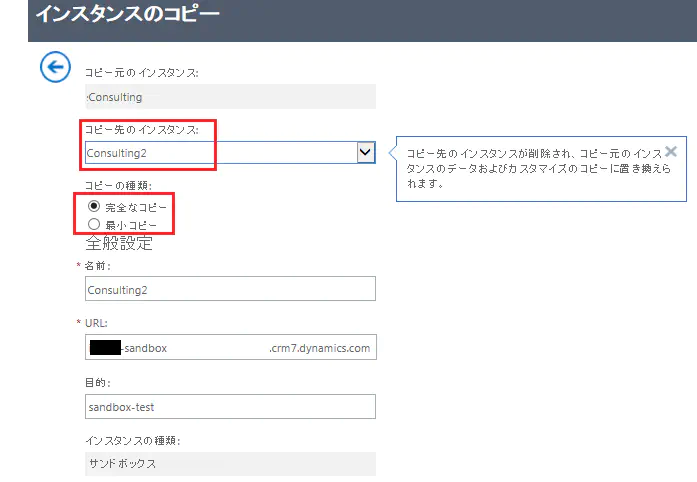 インスタンスのコピー
コピー元のインスタンス:
Consulting
コピー先のインスタンス:
Consulting2
コピー先のインスタンスが削除され、コピー元のインス
タンスのデータおよびカスタマイズのコピーに置き換えら
れます。
コピーの種類:
完全なコピー
最小コピー
全般設定
* 名前:
Consulting2
* URL:
-sandbox .crm7.dynamics.com
目的:
sandbox-test
インスタンスの種類:
サンドボックス